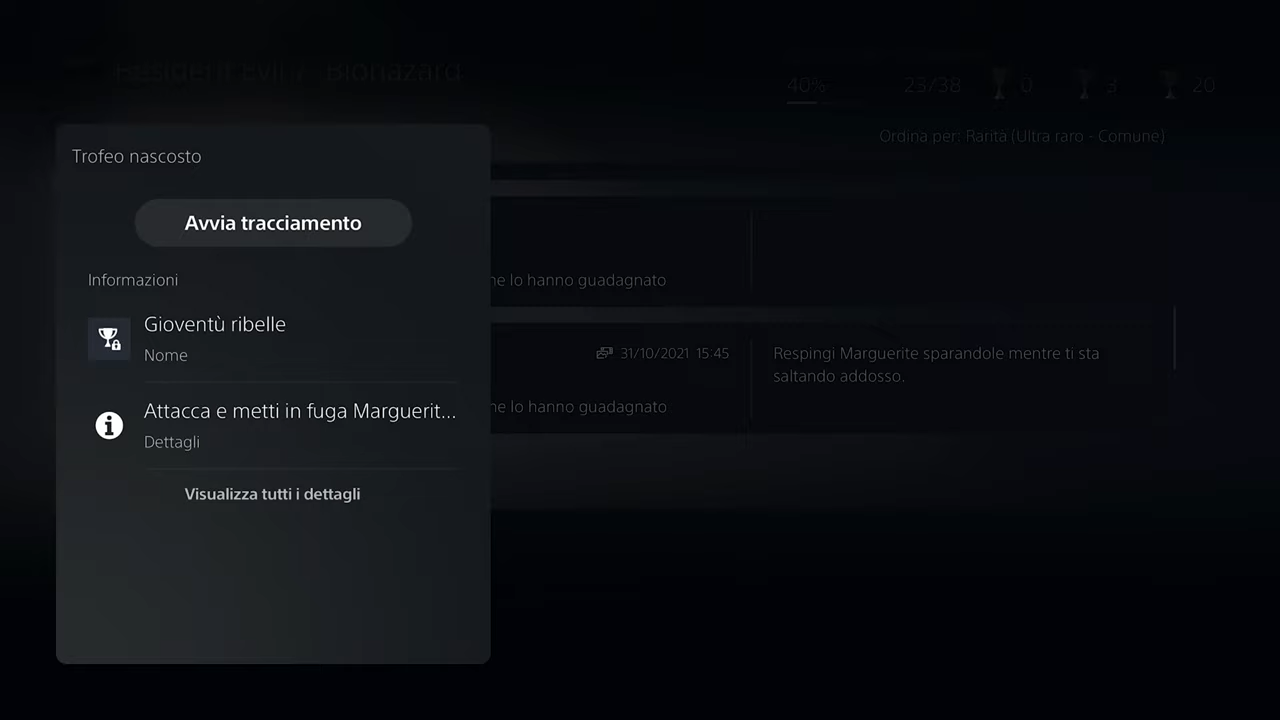 Resident Evil 7 Biohazard
40%
23/38
0
3
20
Ordina per: Rarità (Ultra raro - Comune)
Trofeo nascosto
Avvia tracciamento
Informazioni
Gioventù ribelle
Nome
Attacca e metti in fuga Marguerit...
Dettagli
Visualizza tutti i dettagli
ne lo hanno guadagnato
31/10/2021 15:45
Respingi Marguerite sparandole mentre ti sta
saltando addosso.
ne lo hanno guadagnato